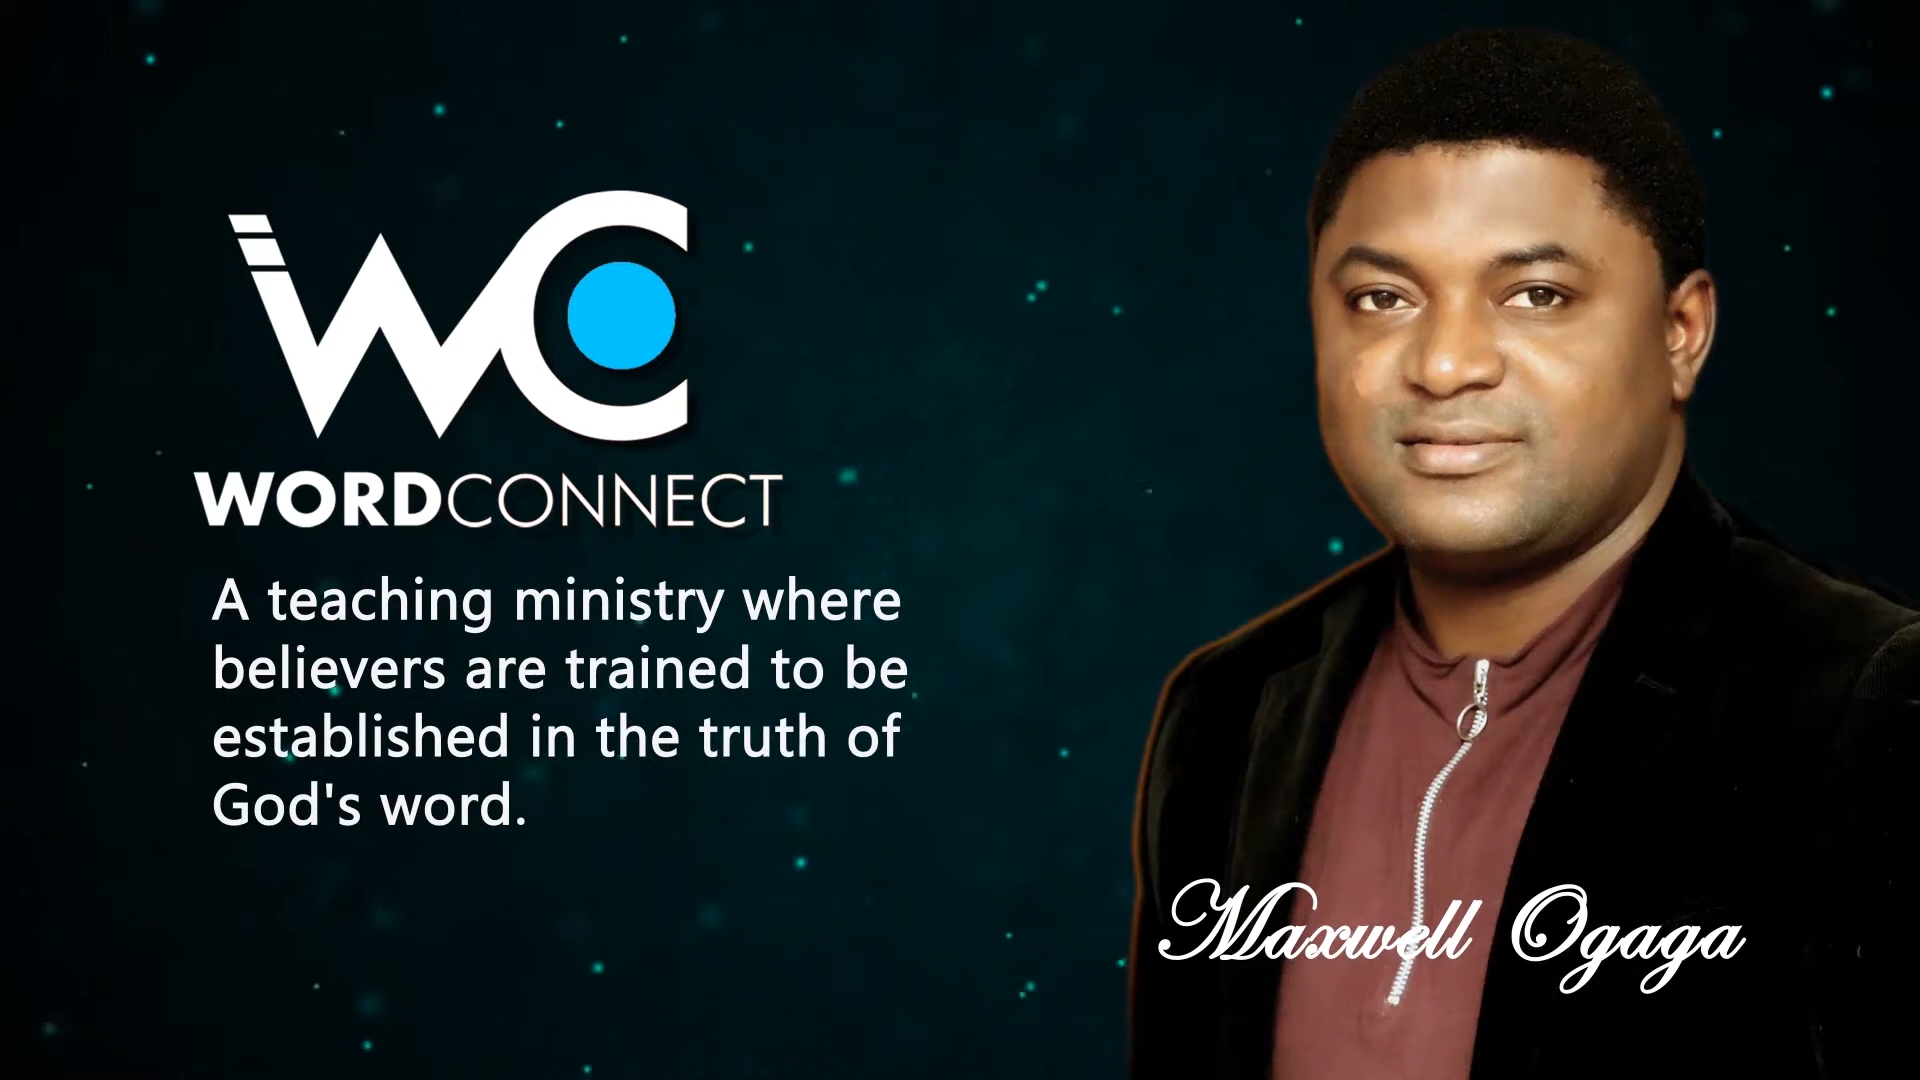 WC
WORDCONNECT
A teaching ministry where
believers are trained to be
established in the truth of
God's word.
Maxwell Ogaga